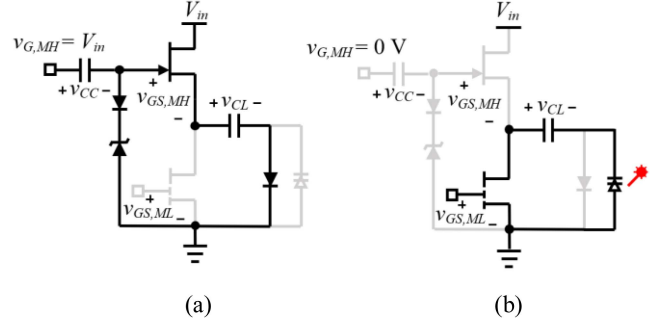 V_in
v_G,MH = V_in
+ v_CC −
+
v_GS,MH
−
+ v_CL −
+
v_GS,ML
−
(a)
V_in
v_G,MH = 0 V
+ v_CC −
+
v_GS,MH
−
+ v_CL −
+
v_GS,ML
−
(b)